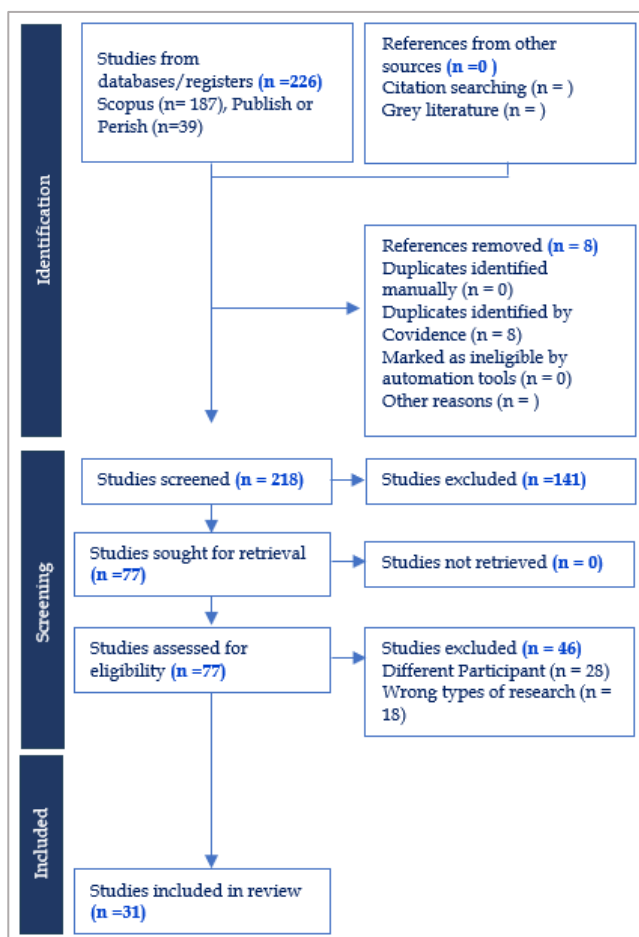 Identification
Studies from
databases/registers (n =226)
Scopus (n= 187), Publish or
Perish (n=39)
References from other
sources (n =0 )
Citation searching (n = )
Grey literature (n = )
References removed (n = 8)
Duplicates identified
manually (n = 0)
Duplicates identified by
Covidence (n = 8)
Marked as ineligible by
automation tools (n = 0)
Other reasons (n = )
Screening
Studies screened (n = 218)
Studies excluded (n =141)
Studies sought for retrieval
(n =77)
Studies not retrieved (n = 0)
Studies assessed for
eligibility (n =77)
Studies excluded (n = 46)
Different Participant (n = 28)
Wrong types of research (n =
18)
Included
Studies included in review
(n =31)